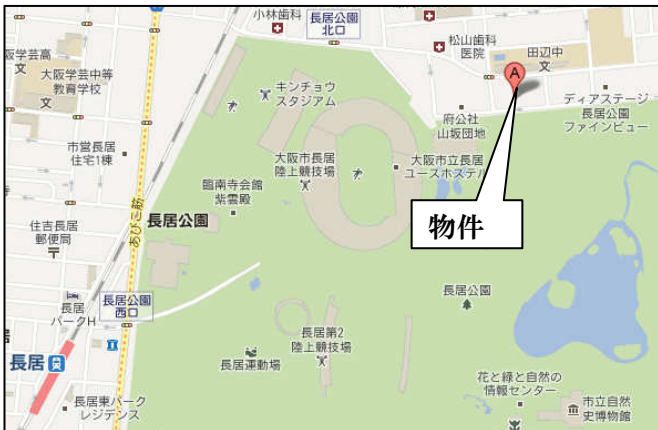 小林歯科
長居公園
北口
松山歯科
医院
田辺中
文
阪学芸高
文
大阪学芸中等
教育学校
文
キンチョウ
スタジアム
A
ディアステージ
長居公園
ファインビュー
府公社
山坂団地
市営長居
住宅1棟
大阪市長居
陸上競技場
大阪市立長居
ユースホステル
臨南寺会館
紫雲殿
長居公園
物件
あびこ筋
住吉長居
郵便局
長居公園
西口
長居
パークH
長居公園
長居第2
陸上競技場
長居運動場
長居
花と緑と自然の
情報センター
市立自然
史博物館
長居東パーク
レジデンス